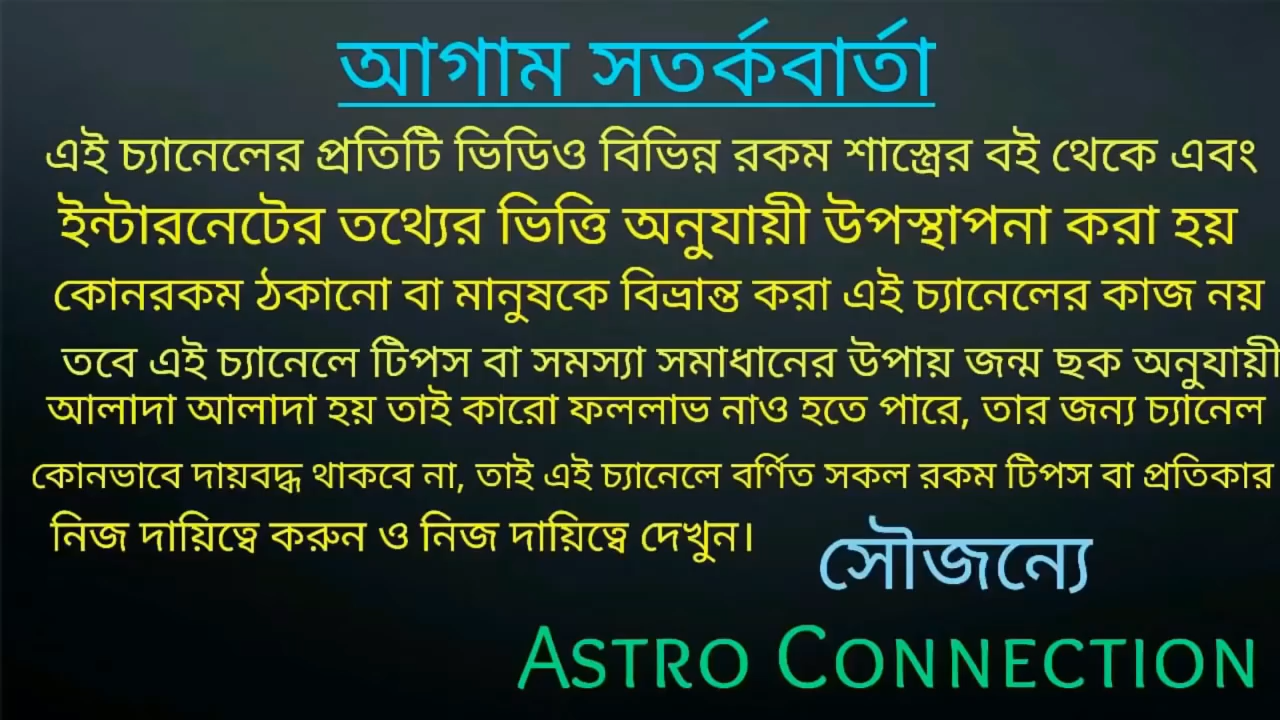 আগাম সতর্কবার্তা
এই চ্যানেলের প্রতিটি ভিডিও বিভিন্ন রকম শাস্ত্রের বই থেকে এবং
ইন্টারনেটের তথ্যের ভিত্তি অনুযায়ী উপস্থাপনা করা হয়
কোনরকম ঠকানো বা মানুষকে বিভ্রান্ত করা এই চ্যানেলের কাজ নয়
তবে এই চ্যানেলে টিপস বা সমস্যা সমাধানের উপায় জন্ম ছক অনুযায়ী
আলাদা আলাদা হয় তাই কারো ফললাভ নাও হতে পারে, তার জন্য চ্যানেল
কোনভাবে দায়বদ্ধ থাকবে না, তাই এই চ্যানেলে বর্ণিত সকল রকম টিপস বা প্রতিকার
নিজ দায়িত্বে করুন ও নিজ দায়িত্বে দেখুন।
সৌজন্যে
ASTRO CONNECTION